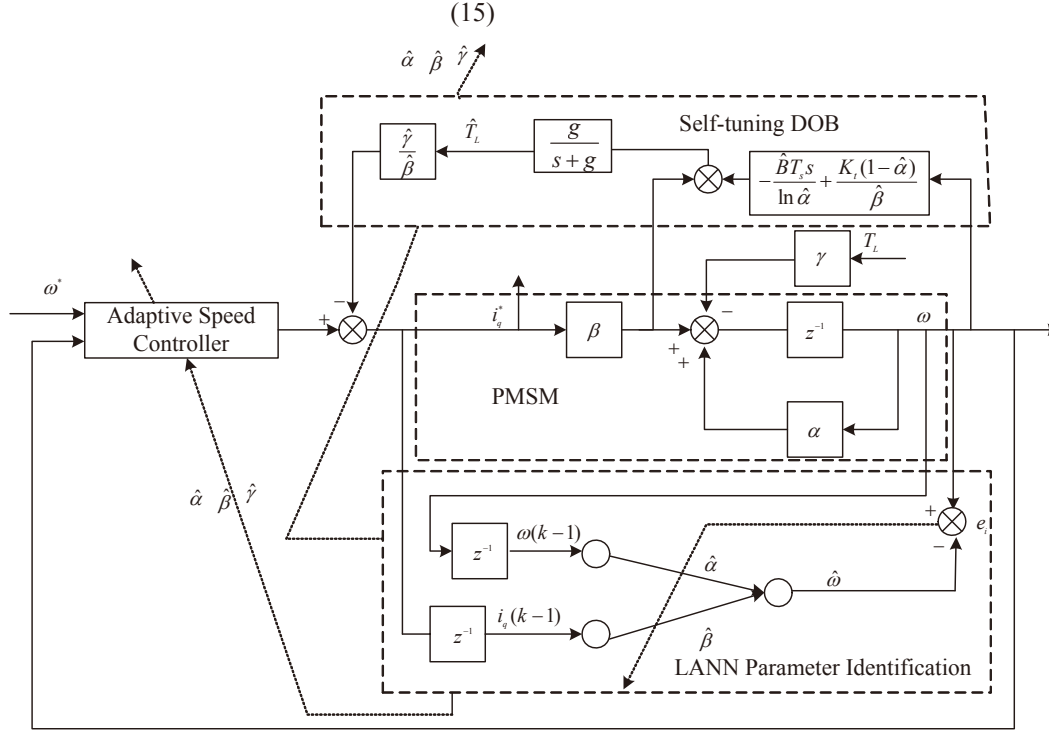 (15)
α̂ β̂ γ̂
Self-tuning DOB
γ̂/β̂
T̂_L
g/(s+g)
-B̂T_s s/ln α̂ + K_t(1-α̂)/β̂
γ
T_L
ω*
Adaptive Speed
Controller
+
−
i_q*
β
+
+
−
z⁻¹
ω
PMSM
α
α̂ β̂ γ̂
z⁻¹
ω(k−1)
α̂
ω̂
+
−
e_i
z⁻¹
i_q(k−1)
β̂
LANN Parameter Identification